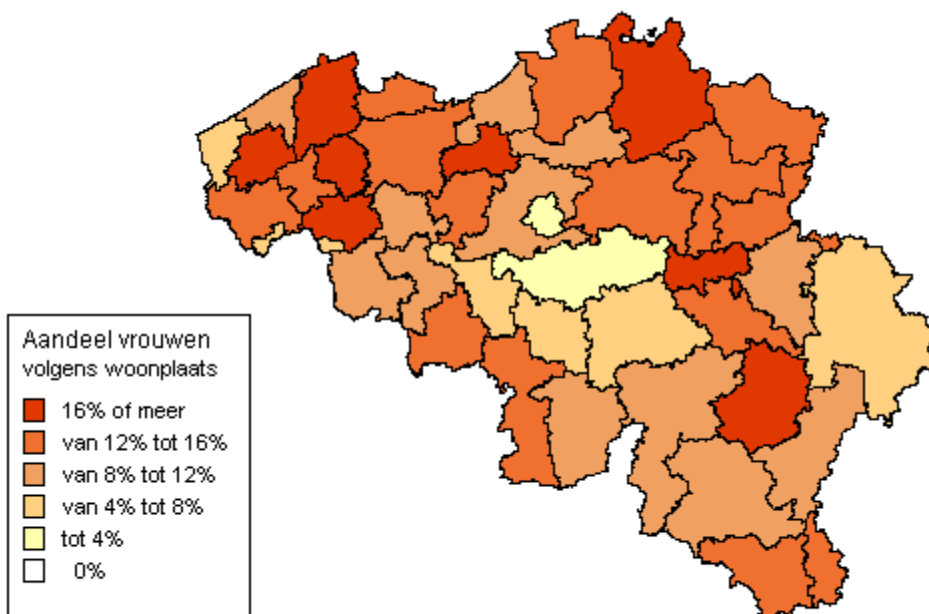 Aandeel vrouwen
volgens woonplaats
16% of meer
van 12% tot 16%
van 8% tot 12%
van 4% tot 8%
tot 4%
0%